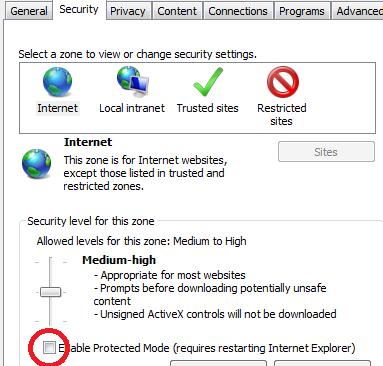 General Security Privacy Content Connections Programs Advanced
Select a zone to view or change security settings.
Internet Local intranet Trusted sites Restricted sites
Internet
This zone is for Internet websites,
except those listed in trusted and
restricted zones.
Sites
Security level for this zone
Allowed levels for this zone: Medium to High
Medium-high
- Appropriate for most websites
- Prompts before downloading potentially unsafe
content
- Unsigned ActiveX controls will not be downloaded
Enable Protected Mode (requires restarting Internet Explorer)